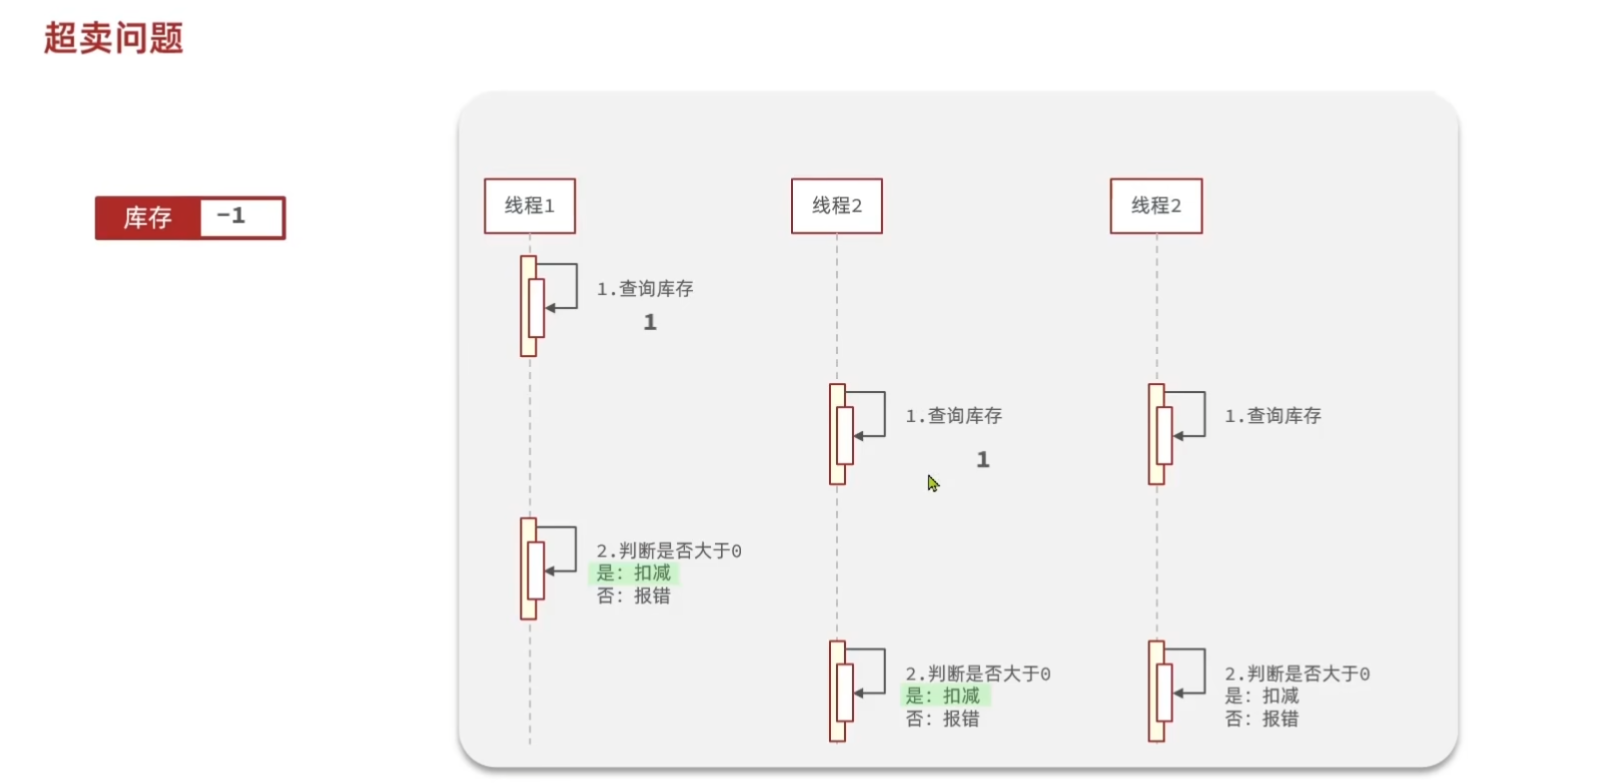 超卖问题
库存 -1
线程1
线程2
线程2
1.查询库存
1
1.查询库存
1
1.查询库存
2.判断是否大于0
是: 扣减
否: 报错
2.判断是否大于0
是: 扣减
否: 报错
2.判断是否大于0
是: 扣减
否: 报错